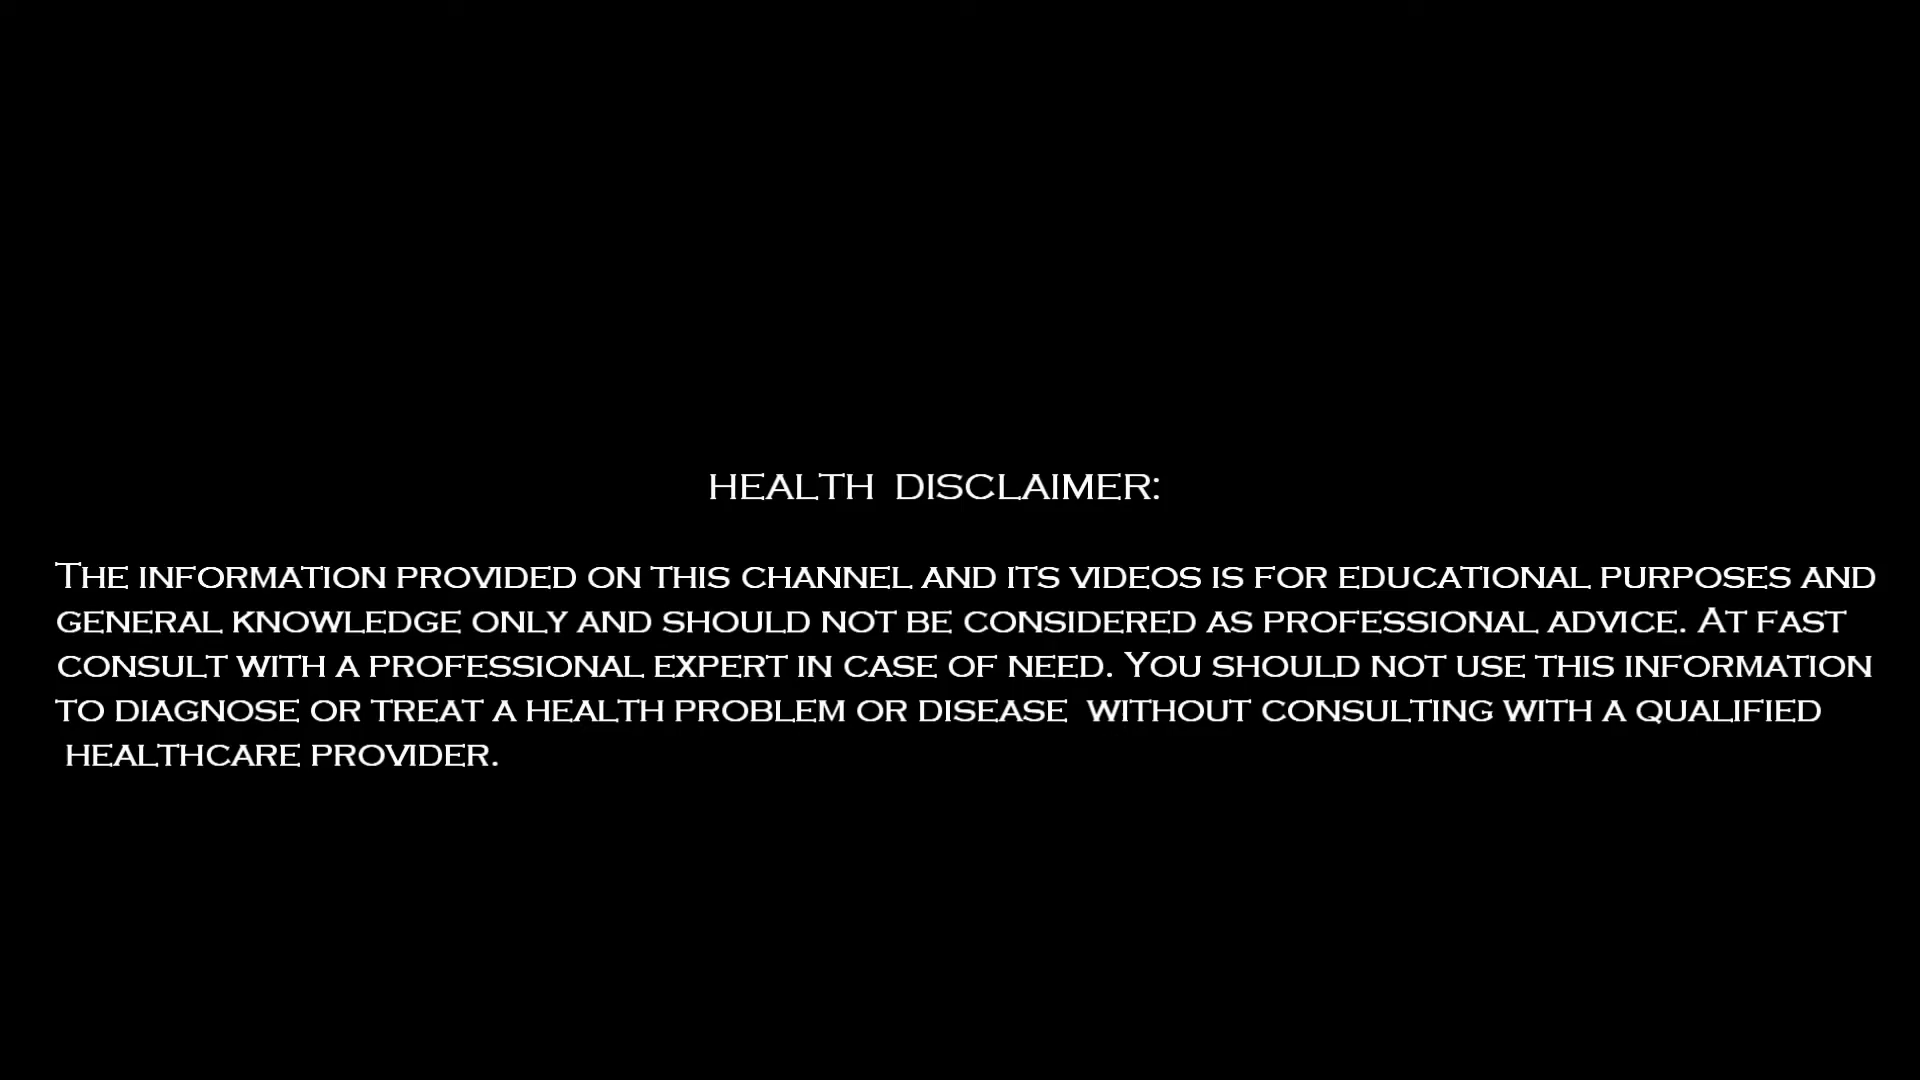 HEALTH DISCLAIMER:
The information provided on this channel and its videos is for educational purposes and
general knowledge only and should not be considered as professional advice. At fast
consult with a professional expert in case of need. You should not use this information
to diagnose or treat a health problem or disease without consulting with a qualified
healthcare provider.